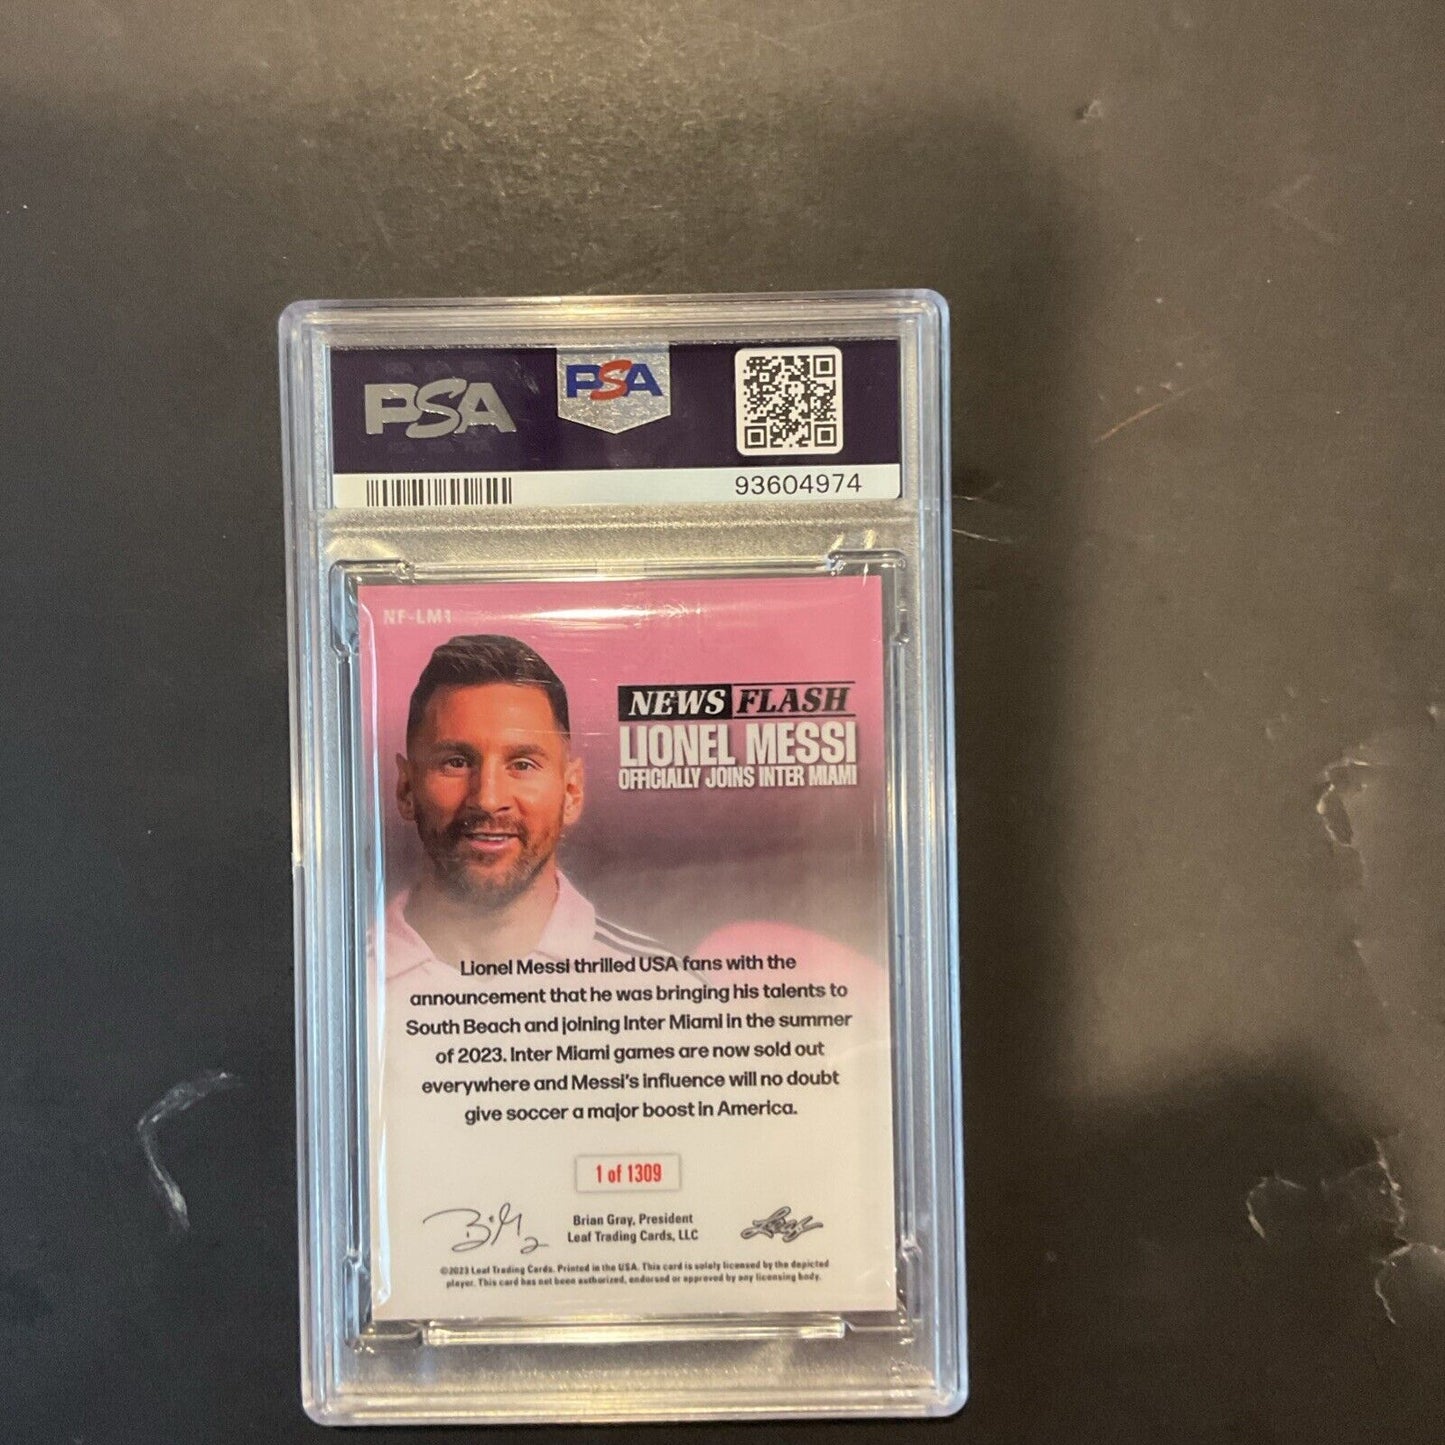 PSA
PSA
93604974
NF-LM1
NEWS FLASH
LIONEL MESSI
OFFICIALLY JOINS INTER MIAMI
Lionel Messi thrilled USA fans with the
announcement that he was bringing his talents to
South Beach and joining Inter Miami in the summer
of 2023. Inter Miami games are now sold out
everywhere and Messi's influence will no doubt
give soccer a major boost in America.
1 of 1309
Brian Gray, President
Leaf Trading Cards, LLC
Leaf
©2023 Leaf Trading Cards. Printed in the USA. This card is solely licensed by the depicted
player. This card has not been authorized, endorsed or approved by any licensing body.